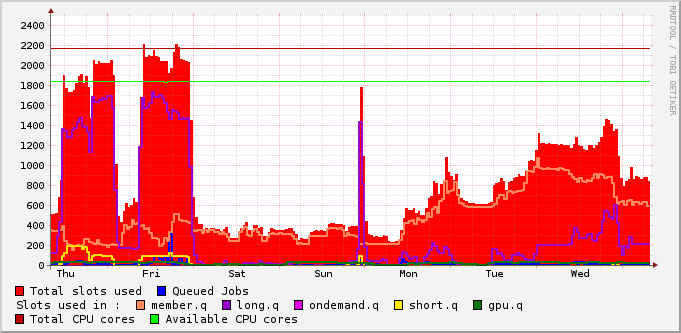 2400
2200
2000
1800
1600
1400
1200
1000
800
600
400
200
0
Thu Fri Sat Sun Mon Tue Wed
Total slots used Queued Jobs
Slots used in : member.q long.q ondemand.q short.q gpu.q
Total CPU cores Available CPU cores
RRDTOOL / TOBI OETIKER